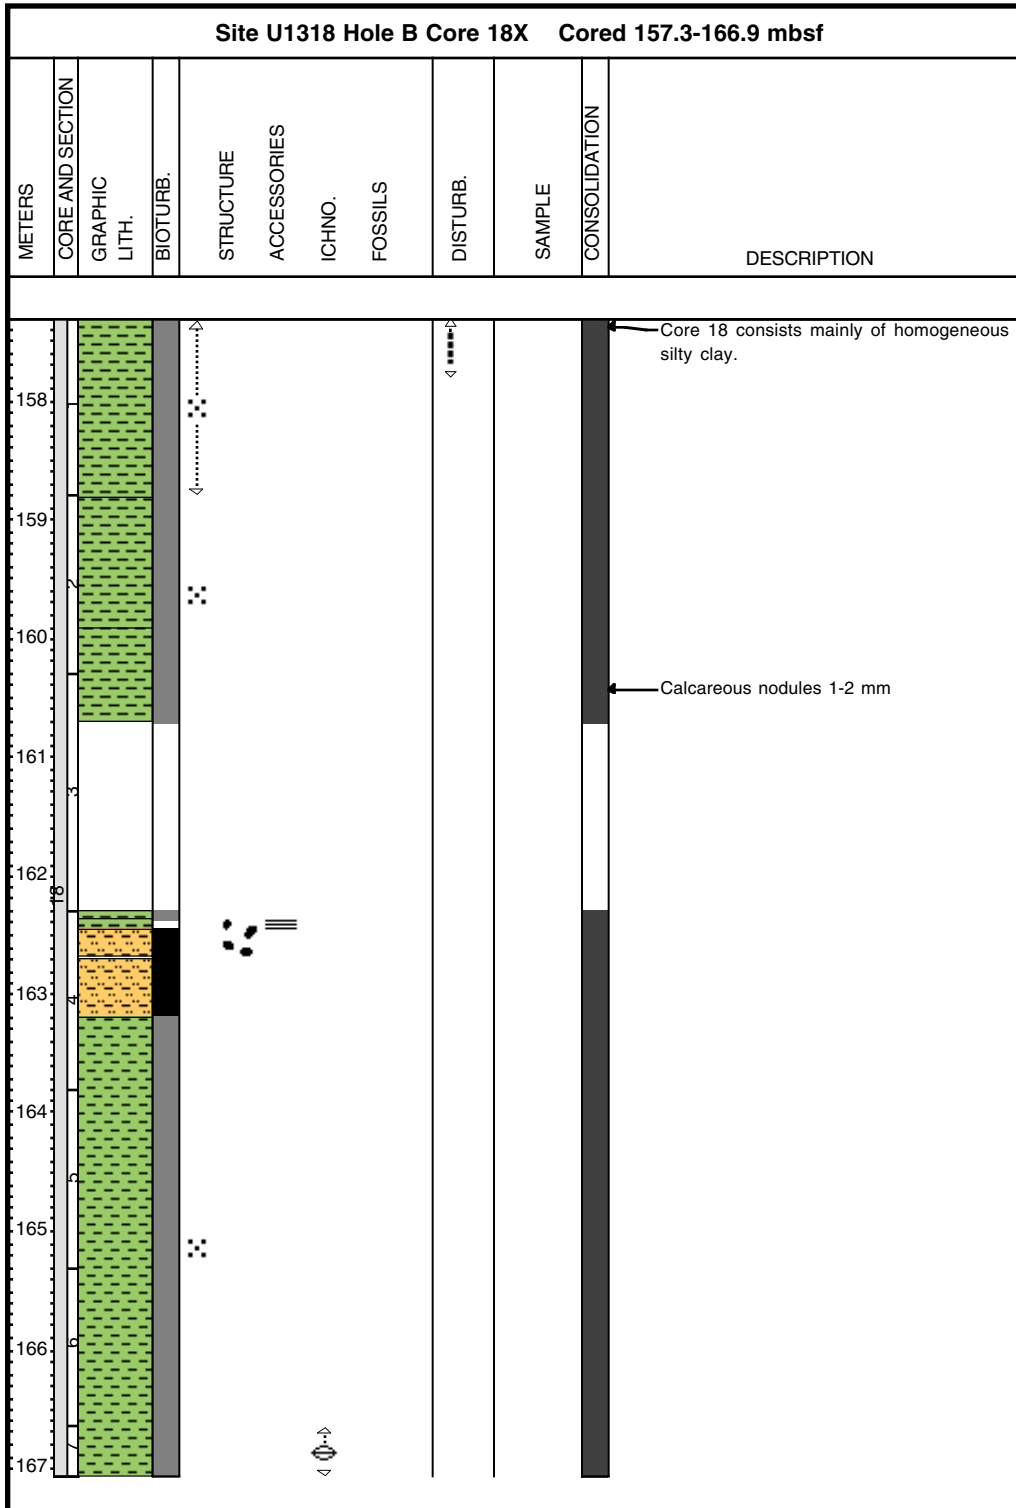 Site U1318 Hole B Core 18X Cored 157.3-166.9 mbsf
METERS
CORE AND SECTION
GRAPHIC
LITH.
BIOTURB.
STRUCTURE
ACCESSORIES
ICHNO.
FOSSILS
DISTURB.
SAMPLE
CONSOLIDATION
DESCRIPTION
Core 18 consists mainly of homogeneous
silty clay.
158
1
159
2
160
Calcareous nodules 1-2 mm
161
3
162
18
163
4
164
5
165
166
6
7
167